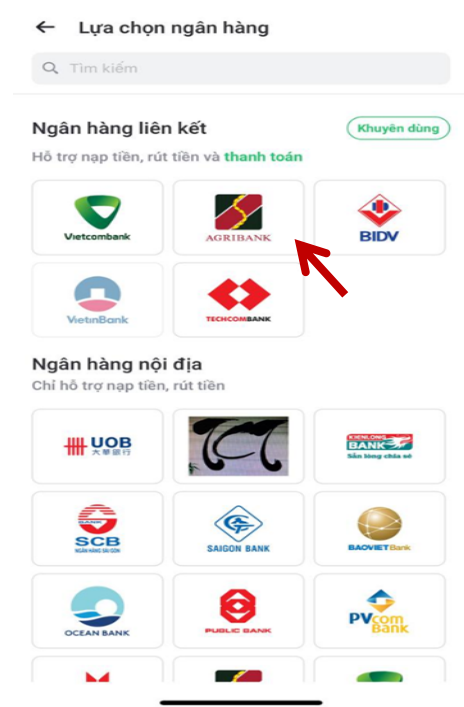 Lựa chọn ngân hàng
Tìm kiếm
Ngân hàng liên kết
Khuyên dùng
Hỗ trợ nạp tiền, rút tiền và thanh toán
Vietcombank
AGRIBANK
BIDV
VietinBank
TECHCOMBANK
Ngân hàng nội địa
Chỉ hỗ trợ nạp tiền, rút tiền
UOB
大華銀行
KIENLONG
BANK
Sẵn lòng chia sẻ
SCB
NGÂN HÀNG SÀI GÒN
SAIGON BANK
BAOVIET Bank
OCEAN BANK
PUBLIC BANK
PVcom
Bank